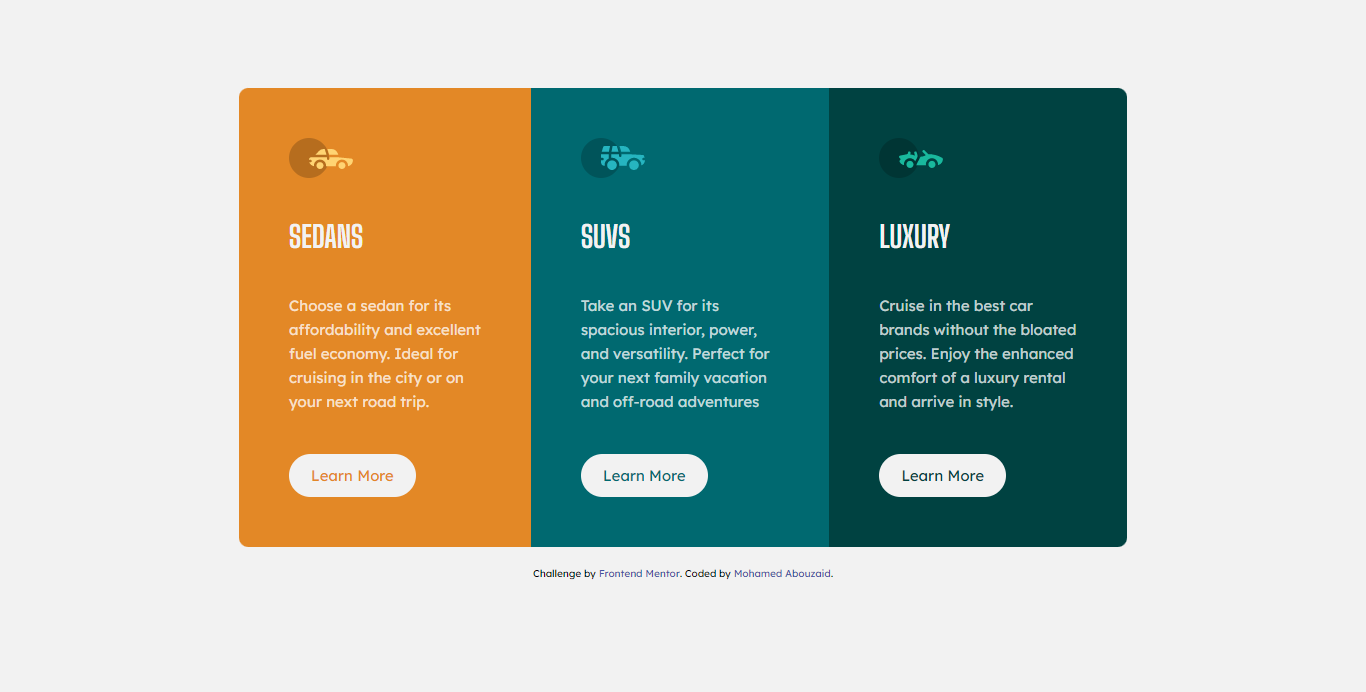 SEDANS
Choose a sedan for its
affordability and excellent
fuel economy. Ideal for
cruising in the city or on
your next road trip.
Learn More
SUVS
Take an SUV for its
spacious interior, power,
and versatility. Perfect for
your next family vacation
and off-road adventures
Learn More
LUXURY
Cruise in the best car
brands without the bloated
prices. Enjoy the enhanced
comfort of a luxury rental
and arrive in style.
Learn More
Challenge by Frontend Mentor. Coded by Mohamed Abouzaid.